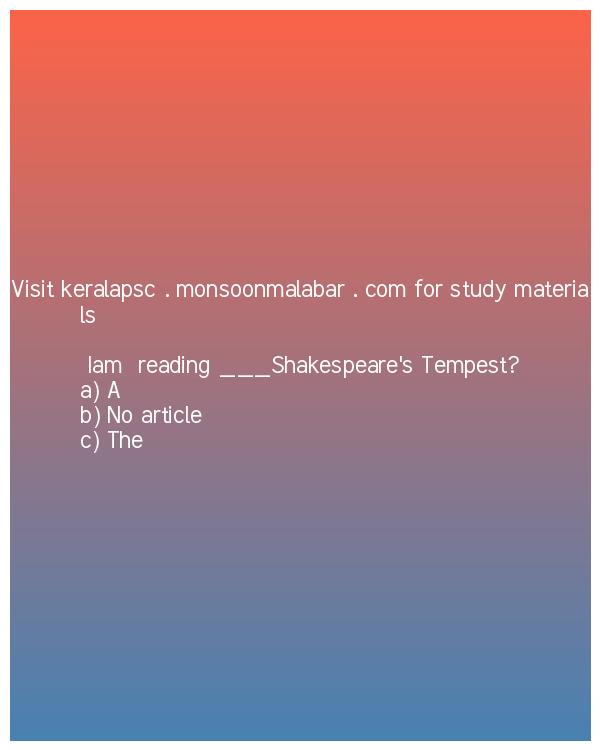 Visit keralapsc . monsoonmalabar . com for study materia
ls
Iam  reading ___Shakespeare's Tempest?
a) A
b) No article
c) The